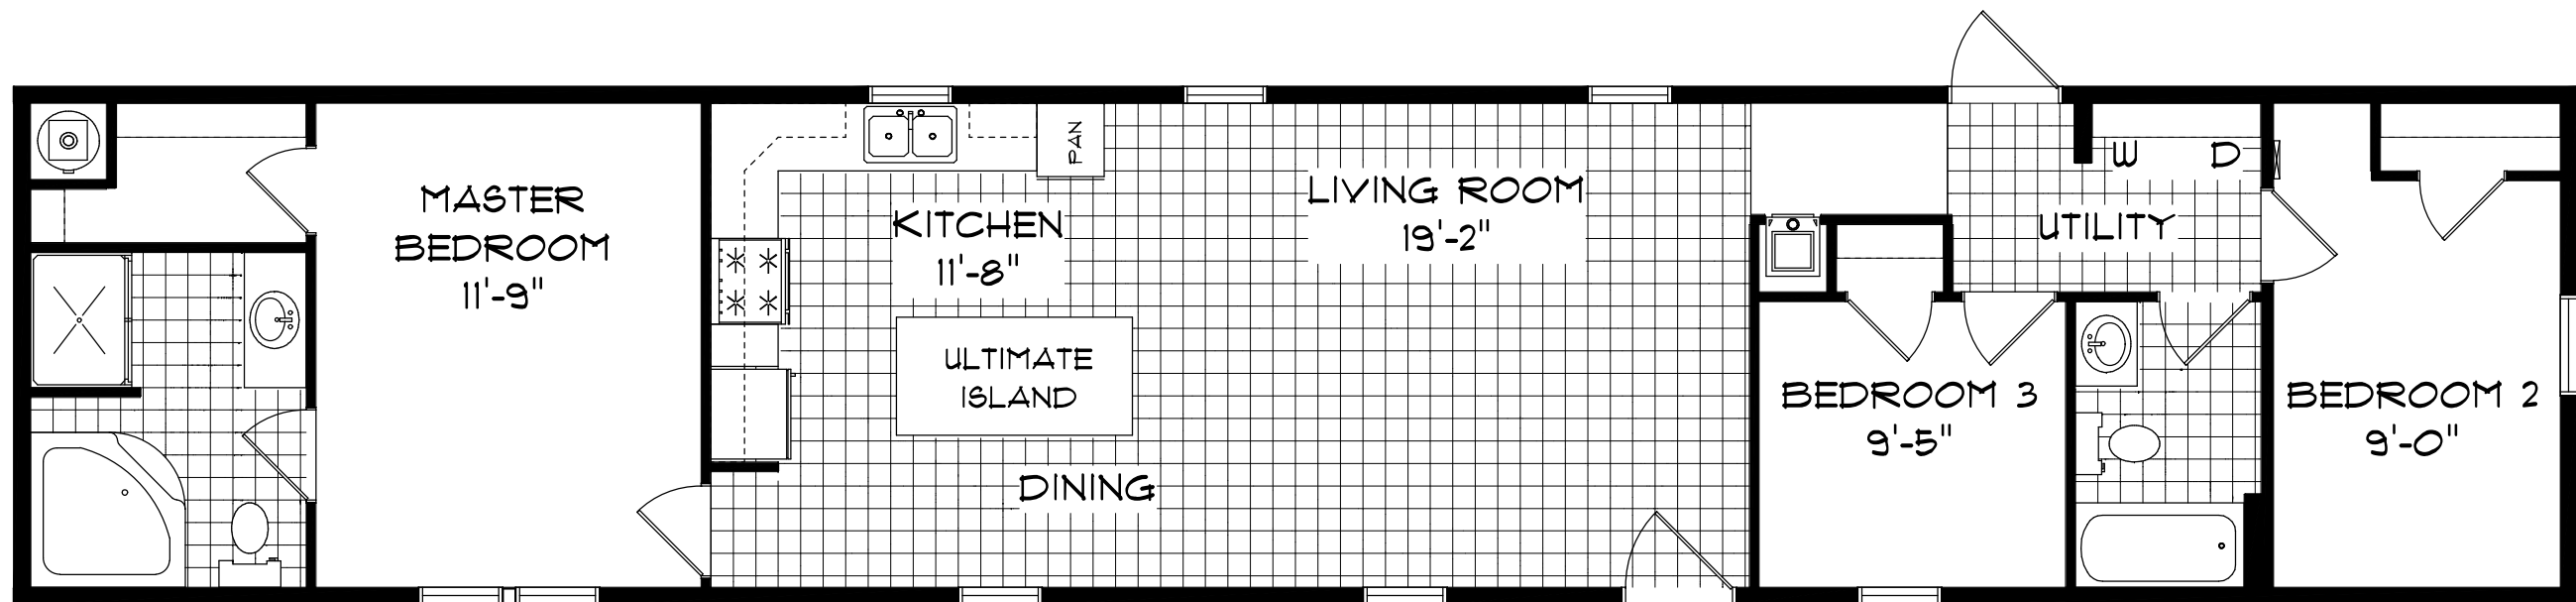 MASTER
BEDROOM
11'-9"
KITCHEN
11'-8"
PAN
ULTIMATE
ISLAND
DINING
LIVING ROOM
19'-2"
W D
UTILITY
BEDROOM 3
9'-5"
BEDROOM 2
9'-0"